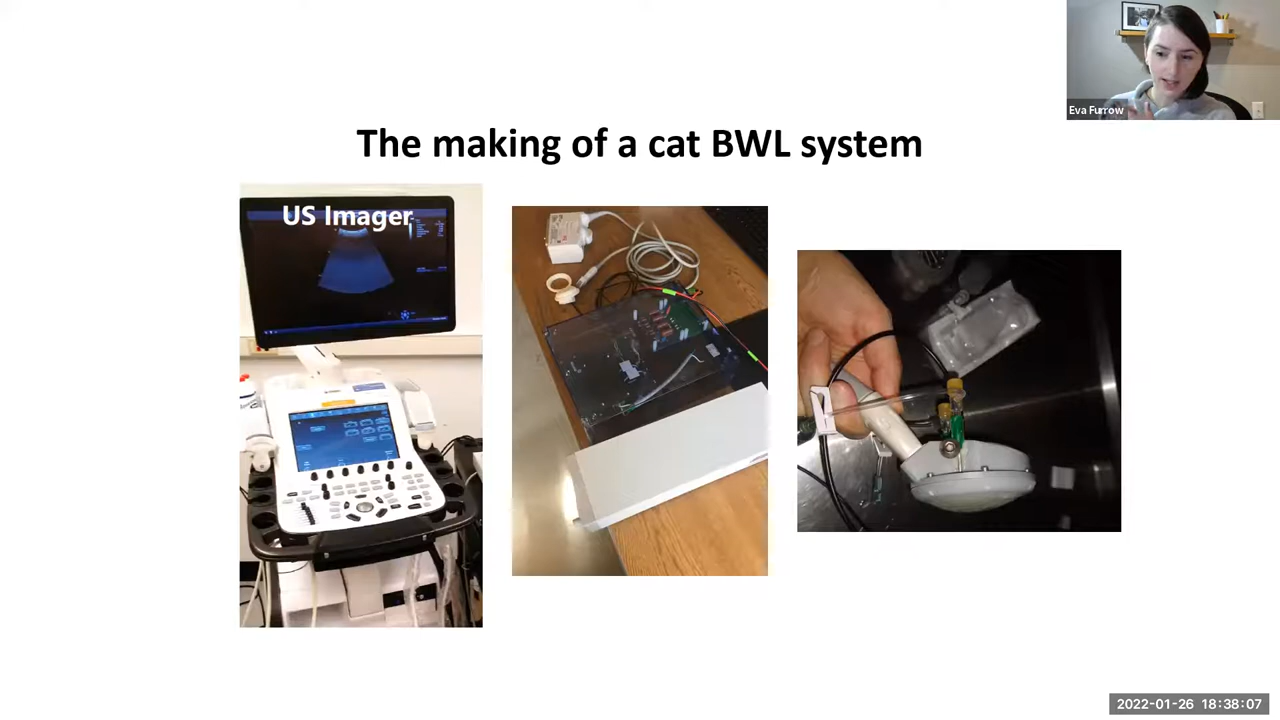 Eva Furrow
The making of a cat BWL system
US Imager
2022-01-26 18:38:07